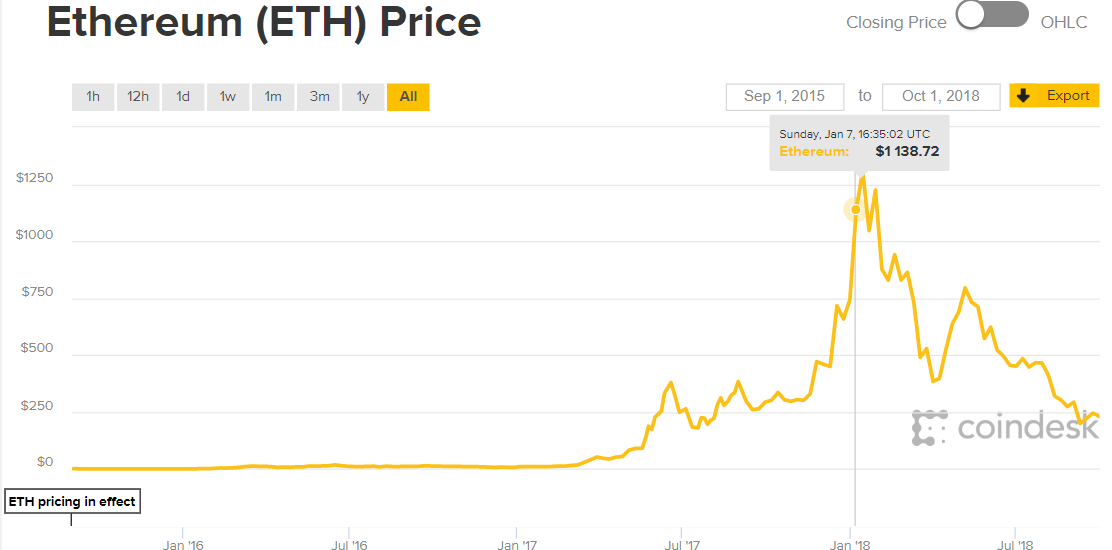 Ethereum (ETH) Price
Closing Price OHLC
1h 12h 1d 1w 1m 3m 1y All
Sep 1, 2015 to Oct 1, 2018 Export
Sunday, Jan 7, 16:35:02 UTC
Ethereum: $1 138.72
$1250
$1000
$750
$500
$250
coindesk
$0
ETH pricing in effect
Jan '16 Jul '16 Jan '17 Jul '17 Jan '18 Jul '18